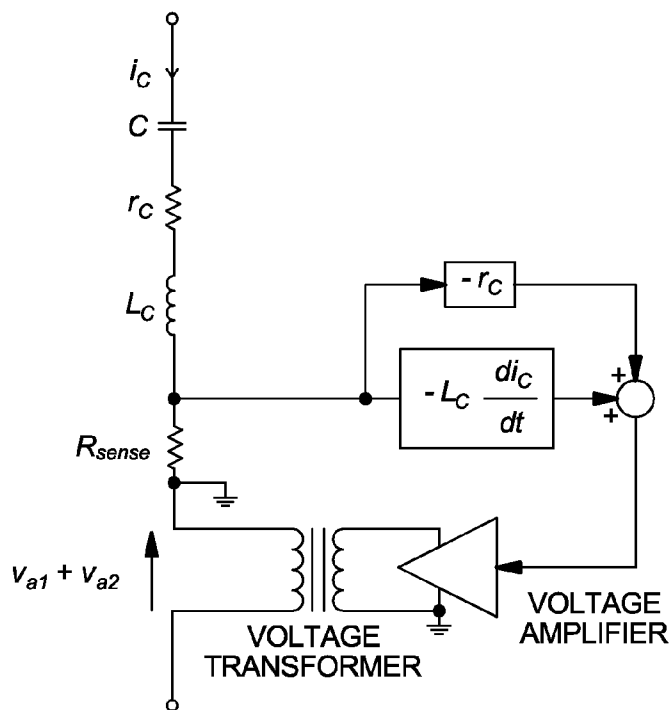 i_C
C
r_C
L_C
- r_C
- L_C di_C
dt
+
+
R_sense
v_a1 + v_a2
VOLTAGE
TRANSFORMER
VOLTAGE
AMPLIFIER